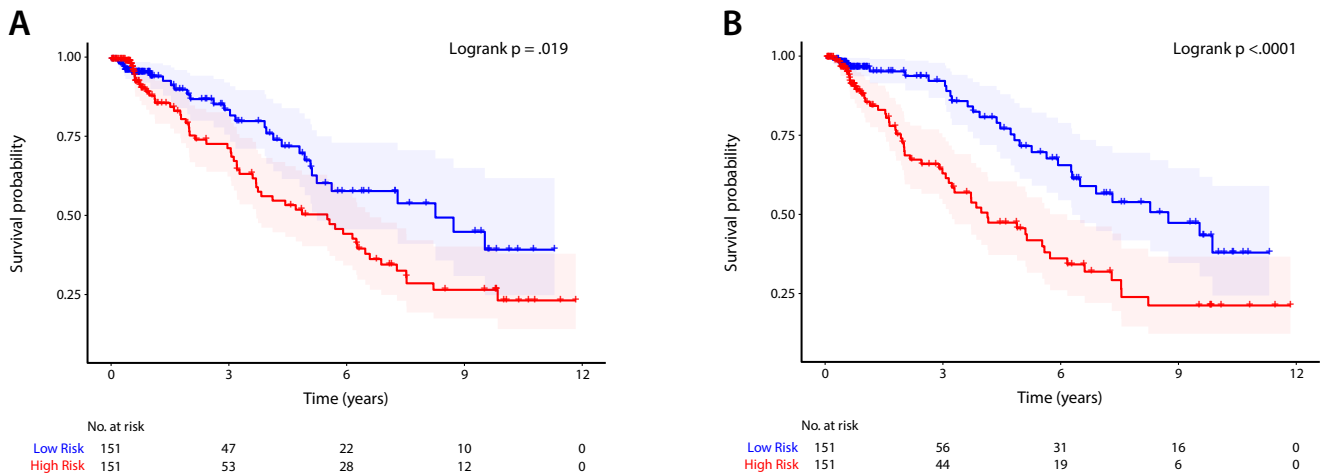 A
Logrank p = .019
1.00
0.75
0.50
0.25
Survival probability
0 3 6 9 12
Time (years)
No. at risk
Low Risk 151 47 22 10 0
High Risk 151 53 28 12 0
B
Logrank p <.0001
1.00
0.75
0.50
0.25
Survival probability
0 3 6 9 12
Time (years)
No. at risk
Low Risk 151 56 31 16 0
High Risk 151 44 19 6 0